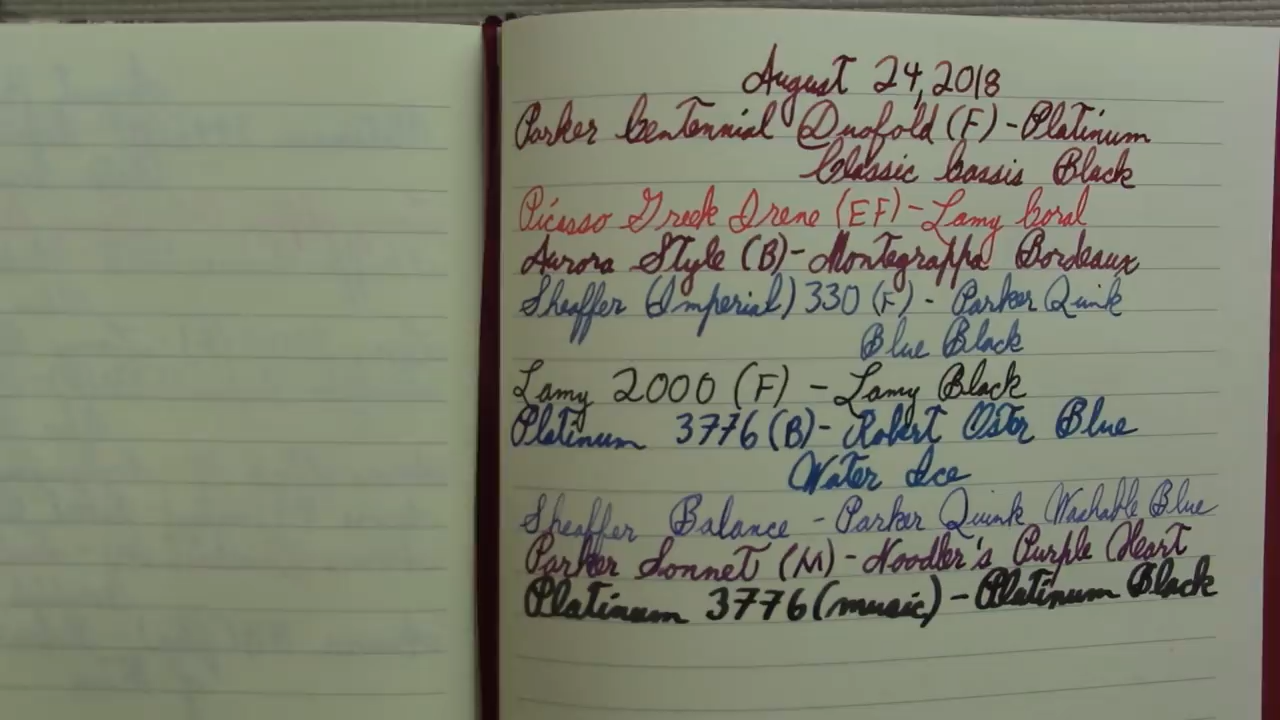 August 24, 2018
Parker Centennial Duofold (F) - Platinum
Classic Cassis Black
Picasso Greek Irene (EF) - Lamy Coral
Aurora Style (B) - Montegrappa Bordeaux
Sheaffer (Imperial) 330 (F) - Parker Quink
Blue Black
Lamy 2000 (F) - Lamy Black
Platinum 3776 (B) - Robert Oster Blue
Water Ice
Sheaffer Balance - Parker Quink Washable Blue
Parker Sonnet (M) - Noodler's Purple Heart
Platinum 3776 (music) - Platinum Black